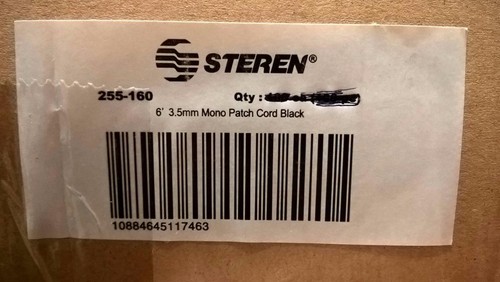 STEREN®
255-160 Qty :
6' 3.5mm Mono Patch Cord Black
10884645117463